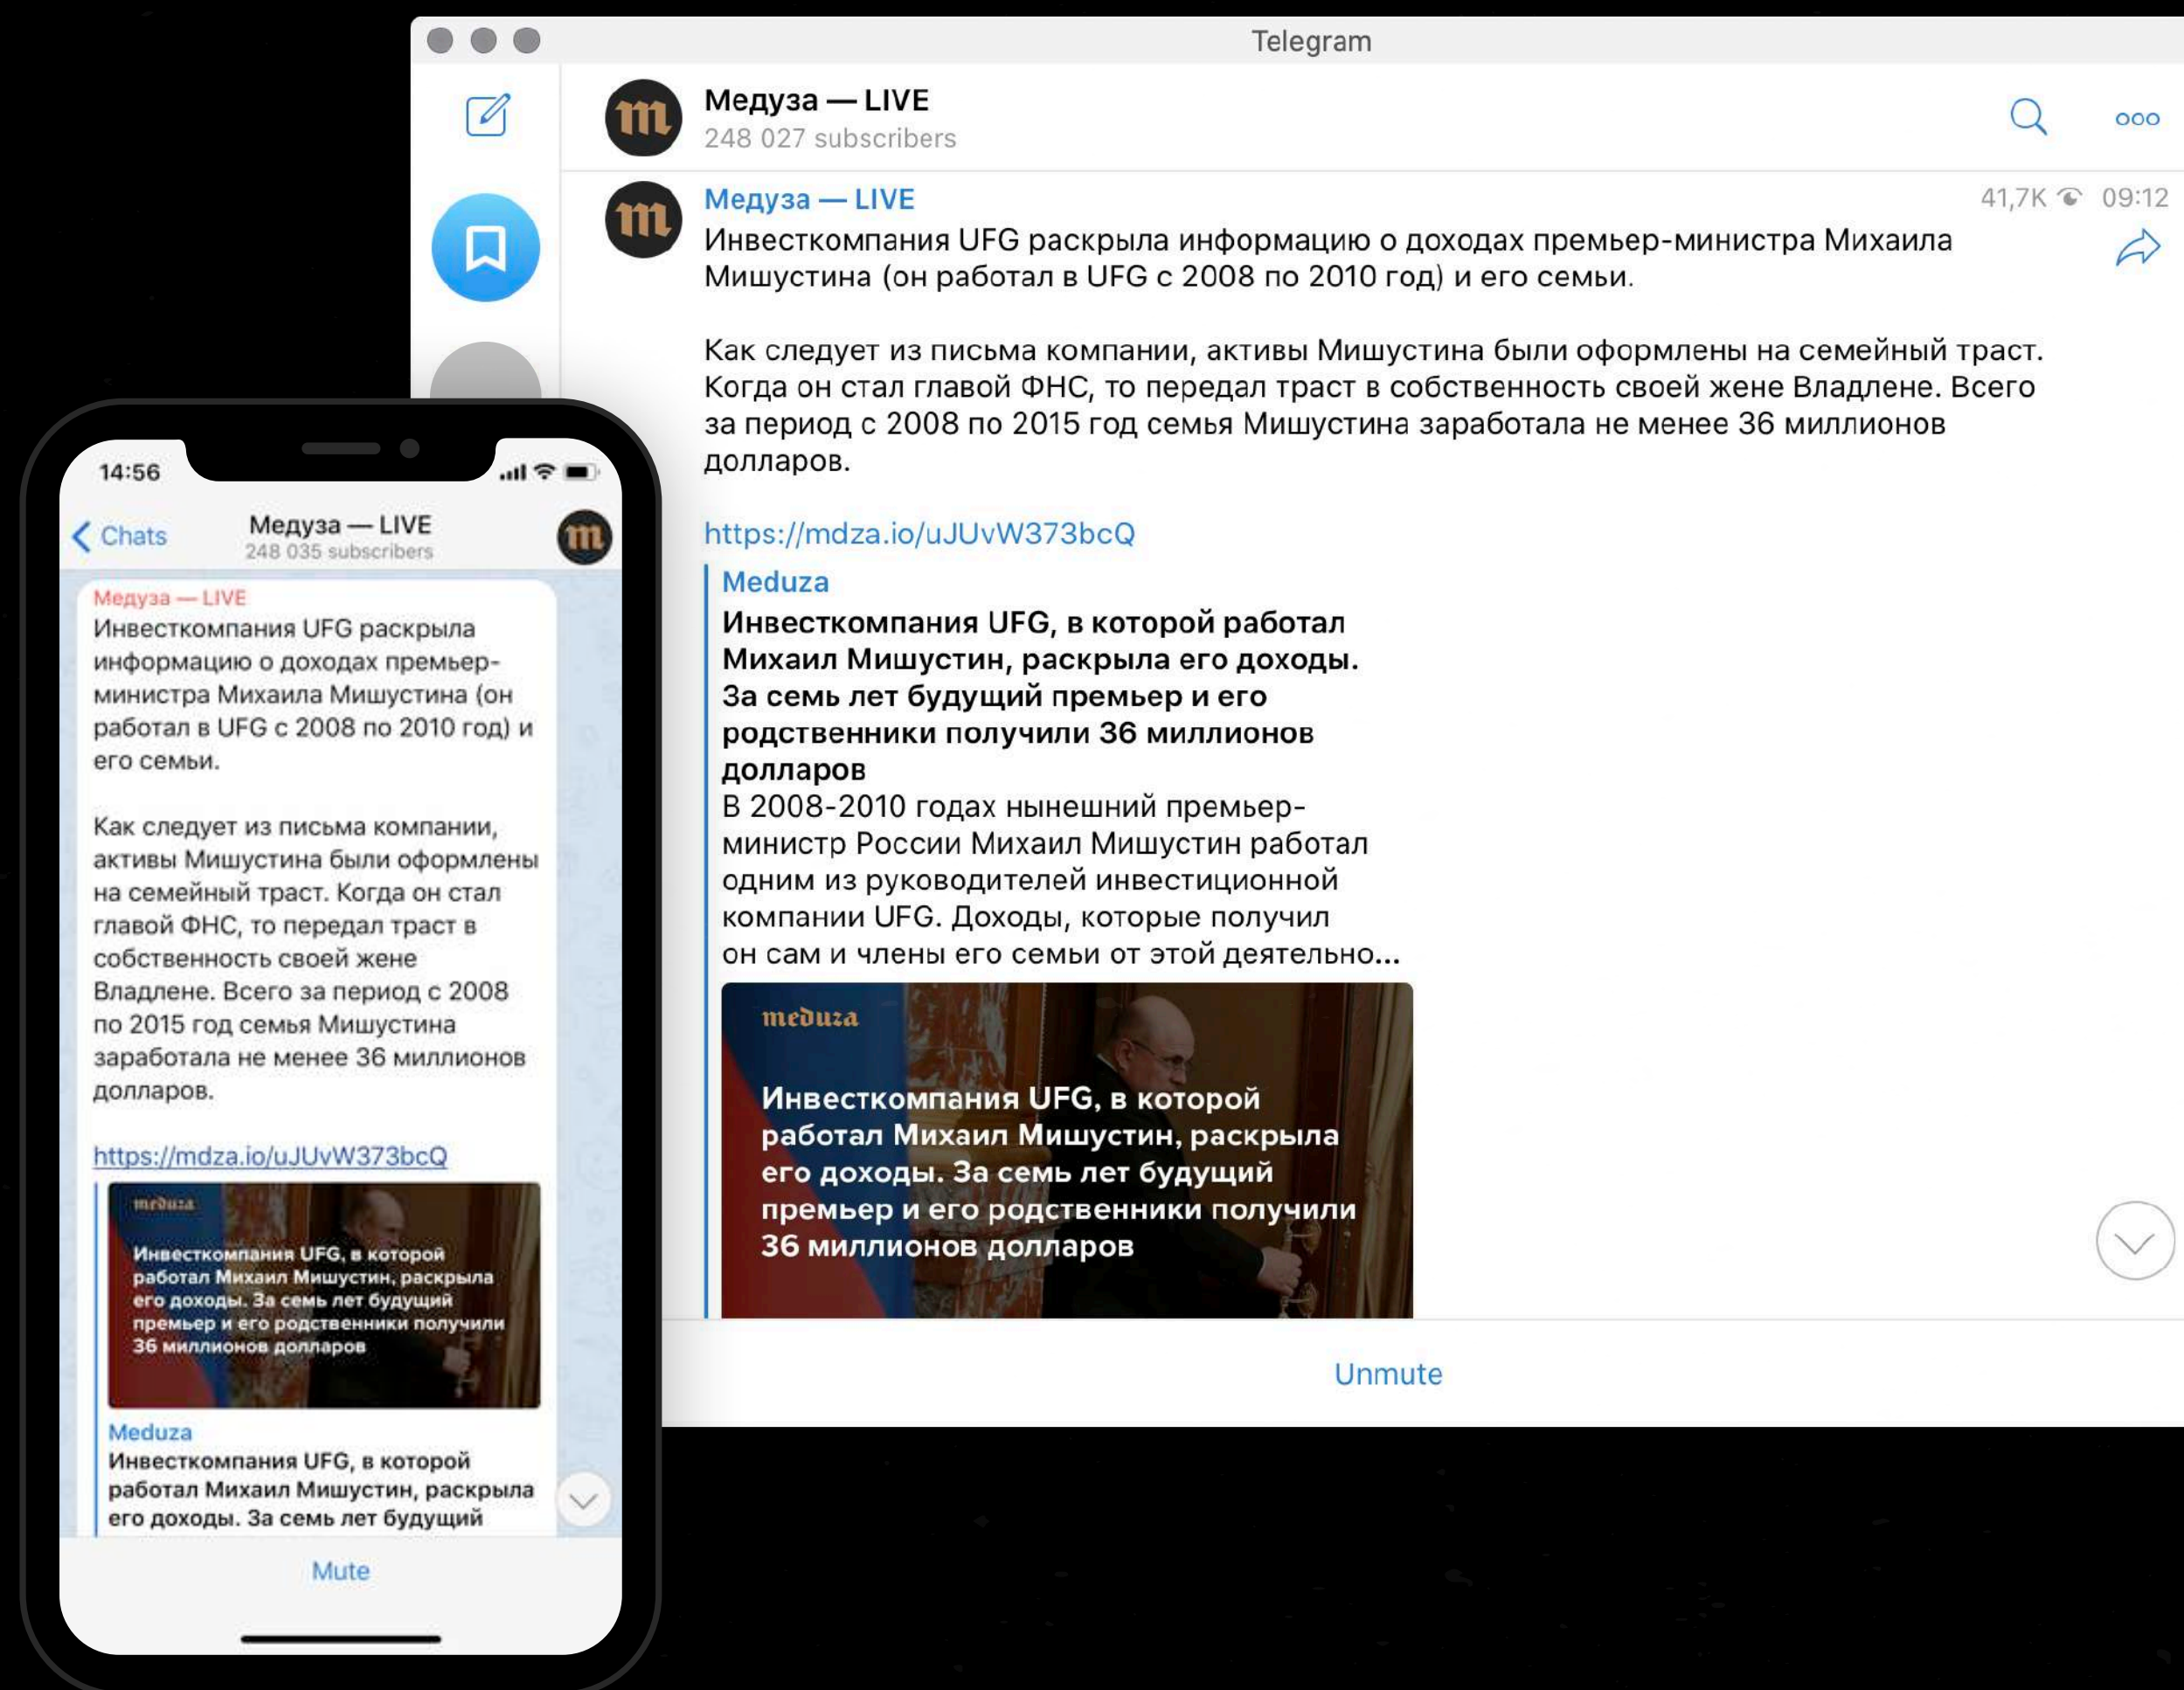 Telegram
Медуза — LIVE
248 027 subscribers
Медуза — LIVE
41,7K 09:12
Инвесткомпания UFG раскрыла информацию о доходах премьер-министра Михаила
Мишустина (он работал в UFG с 2008 по 2010 год) и его семьи.
Как следует из письма компании, активы Мишустина были оформлены на семейный траст.
Когда он стал главой ФНС, то передал траст в собственность своей жене Владлене. Всего
за период с 2008 по 2015 год семья Мишустина заработала не менее 36 миллионов
долларов.
https://mdza.io/uJUvW373bcQ
Meduza
Инвесткомпания UFG, в которой работал
Михаил Мишустин, раскрыла его доходы.
За семь лет будущий премьер и его
родственники получили 36 миллионов
долларов
В 2008-2010 годах нынешний премьер-
министр России Михаил Мишустин работал
одним из руководителей инвестиционной
компании UFG. Доходы, которые получил
он сам и члены его семьи от этой деятельно...
meduza
Инвесткомпания UFG, в которой
работал Михаил Мишустин, раскрыла
его доходы. За семь лет будущий
премьер и его родственники получили
36 миллионов долларов
Unmute
14:56
Chats
Медуза — LIVE
248 035 subscribers
Медуза — LIVE
Инвесткомпания UFG раскрыла
информацию о доходах премьер-
министра Михаила Мишустина (он
работал в UFG с 2008 по 2010 год) и
его семьи.
Как следует из письма компании,
активы Мишустина были оформлены
на семейный траст. Когда он стал
главой ФНС, то передал траст в
собственность своей жене
Владлене. Всего за период с 2008
по 2015 год семья Мишустина
заработала не менее 36 миллионов
долларов.
https://mdza.io/uJUvW373bcQ
meduza
Инвесткомпания UFG, в которой
работал Михаил Мишустин, раскрыла
его доходы. За семь лет будущий
премьер и его родственники получили
36 миллионов долларов
Meduza
Инвесткомпания UFG, в которой
работал Михаил Мишустин, раскрыла
его доходы. За семь лет будущий
Mute